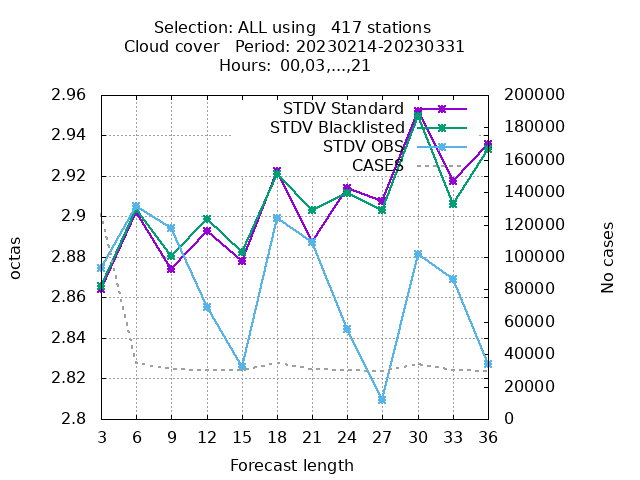 Selection: ALL using   417 stations
Cloud cover   Period: 20230214-20230331
Hours:  00,03,...,21
2.96
2.94
2.92
2.9
2.88
2.86
2.84
2.82
2.8
octas
STDV Standard
STDV Blacklisted
STDV OBS
CASES
200000
180000
160000
140000
120000
100000
80000
60000
40000
20000
0
No cases
3 6 9 12 15 18 21 24 27 30 33 36
Forecast length